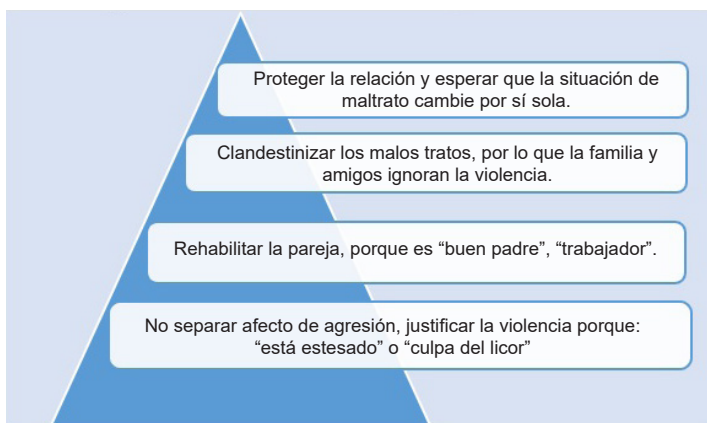 Proteger la relación y esperar que la situación de
maltrato cambie por sí sola.
Clandestinizar los malos tratos, por lo que la familia y
amigos ignoran la violencia.
Rehabilitar la pareja, porque es “buen padre”, “trabajador”.
No separar afecto de agresión, justificar la violencia porque:
“está estesado” o “culpa del licor”